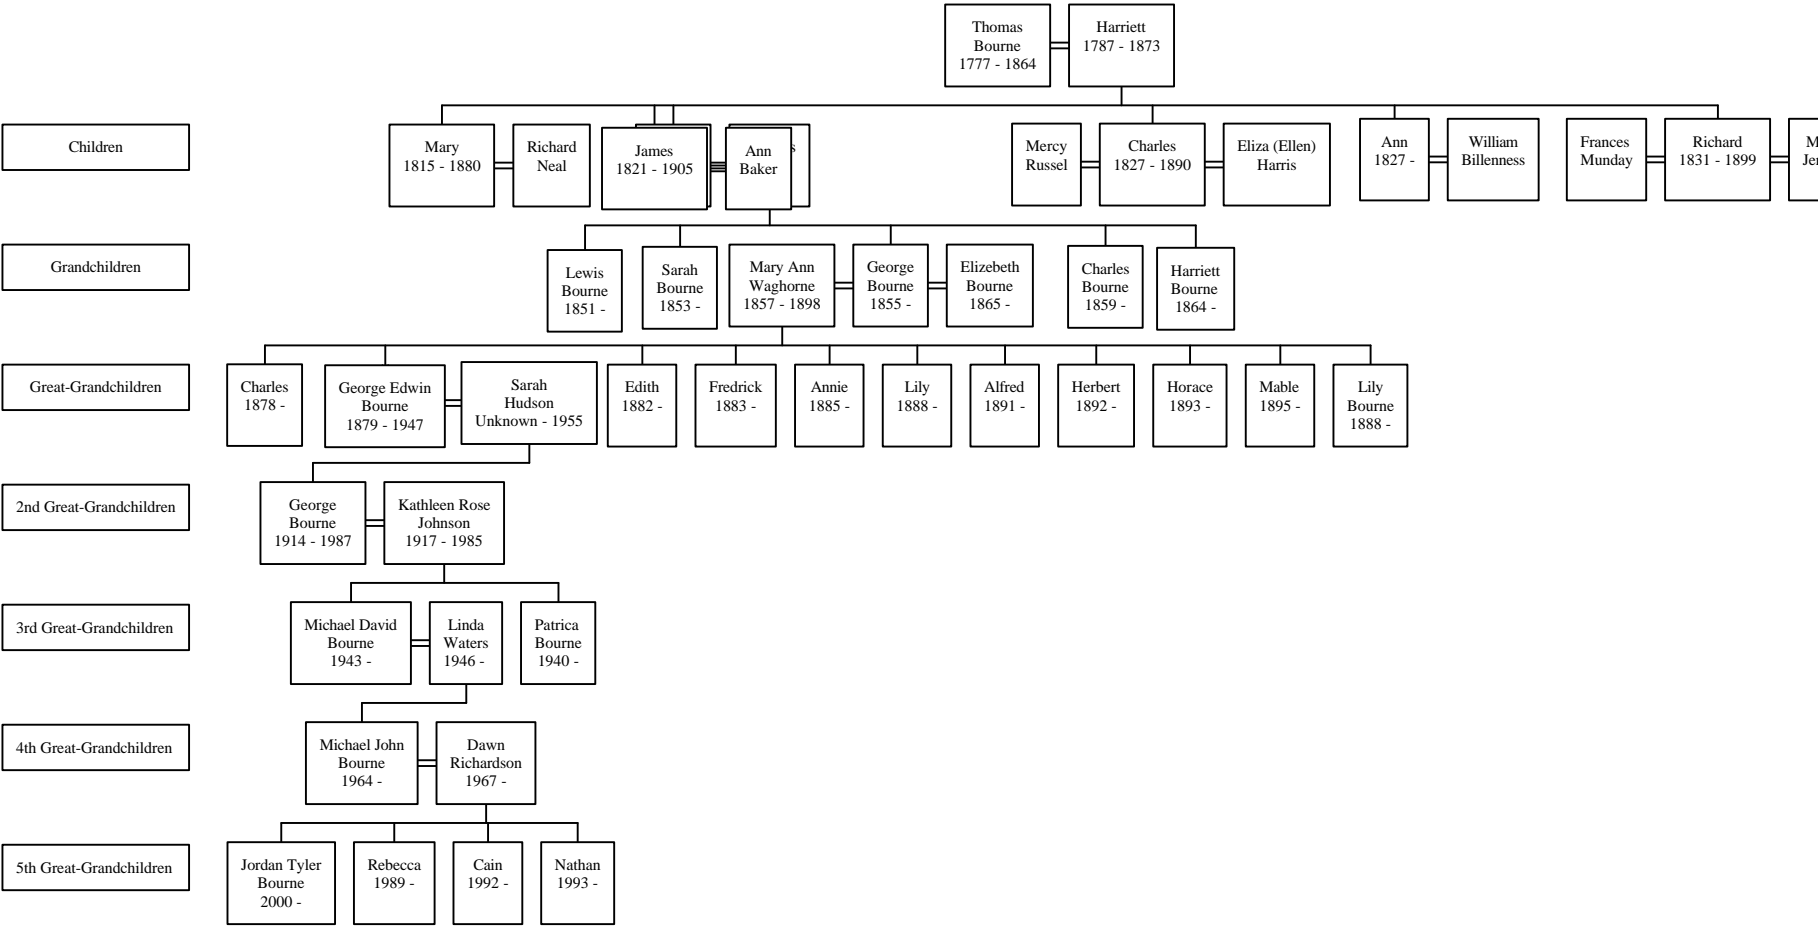 Thomas
Bourne
1777 - 1864
Harriett
1787 - 1873
Children
Mary
1815 - 1880
Richard
Neal
James
1821 - 1905
Ann
Baker
s
Mercy
Russel
Charles
1827 - 1890
Eliza (Ellen)
Harris
Ann
1827 -
William
Billenness
Frances
Munday
Richard
1831 - 1899
M
Jer
Grandchildren
Lewis
Bourne
1851 -
Sarah
Bourne
1853 -
Mary Ann
Waghorne
1857 - 1898
George
Bourne
1855 -
Elizebeth
Bourne
1865 -
Charles
Bourne
1859 -
Harriett
Bourne
1864 -
Great-Grandchildren
Charles
1878 -
George Edwin
Bourne
1879 - 1947
Sarah
Hudson
Unknown - 1955
Edith
1882 -
Fredrick
1883 -
Annie
1885 -
Lily
1888 -
Alfred
1891 -
Herbert
1892 -
Horace
1893 -
Mable
1895 -
Lily
Bourne
1888 -
2nd Great-Grandchildren
George
Bourne
1914 - 1987
Kathleen Rose
Johnson
1917 - 1985
3rd Great-Grandchildren
Michael David
Bourne
1943 -
Linda
Waters
1946 -
Patrica
Bourne
1940 -
4th Great-Grandchildren
Michael John
Bourne
1964 -
Dawn
Richardson
1967 -
5th Great-Grandchildren
Jordan Tyler
Bourne
2000 -
Rebecca
1989 -
Cain
1992 -
Nathan
1993 -